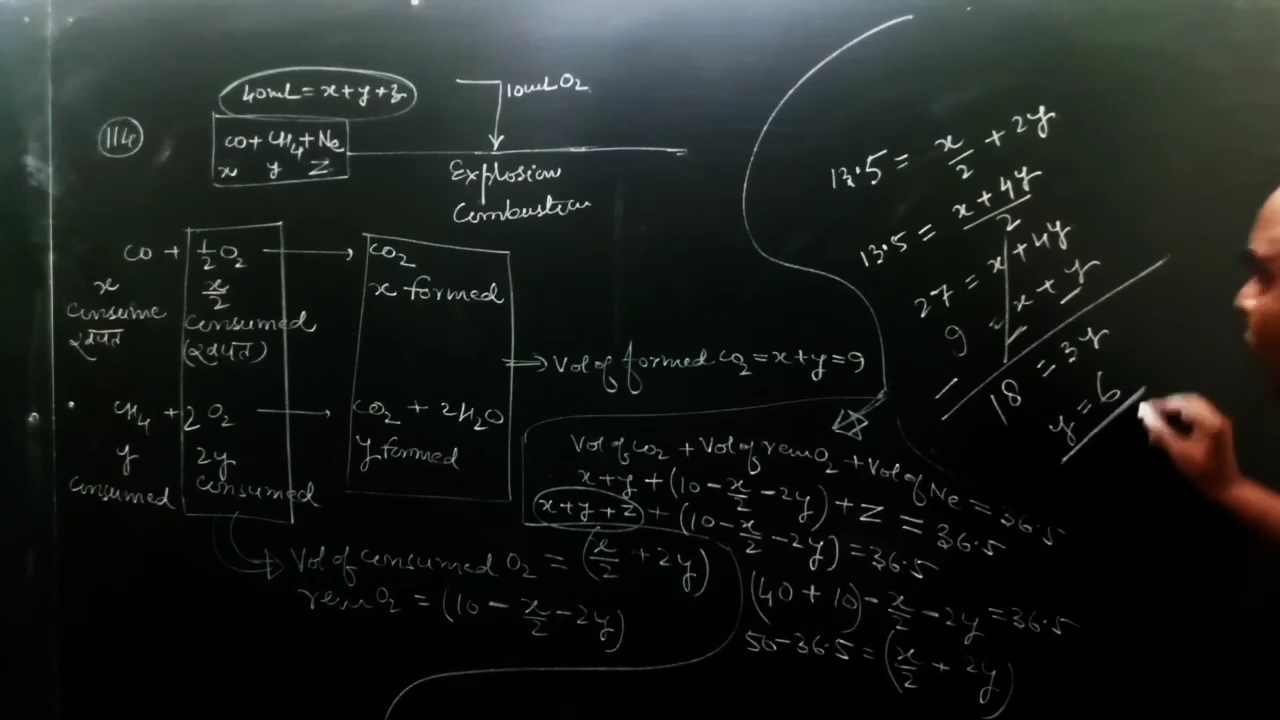 114
40mL = x+y+z
CO + CH4 + Ne
x y z
10mL O2
Explosion
Combustion
CO + 1/2 O2 → CO2
x x/2 x formed
consume consumed
खपत (खपत)
⇒ Vol of formed CO2 = x+y = 9
CH4 + 2O2 → CO2 + 2H2O
y 2y y formed
consumed consumed
Vol of consumed O2 = (x/2 + 2y)
rem O2 = (10 - x/2 - 2y)
Vol of CO2 + Vol of rem O2 + Vol of Ne = 36.5
x+y + (10 - x/2 - 2y) + Z = 36.5
x+y+z + (10 - x/2 - 2y) = 36.5
(40+10) - x/2 - 2y = 36.5
50-36.5 = (x/2 + 2y)
13.5 = x/2 + 2y
13.5 = x+4y/2
27 = x+4y
9 = x+y
18 = 3y
y = 6